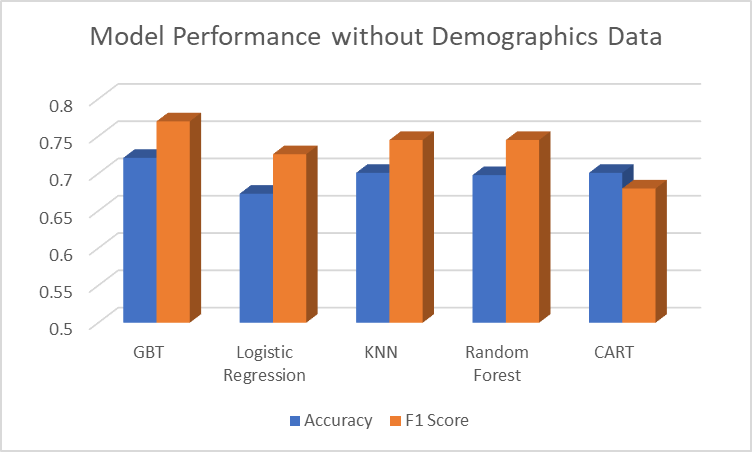 Model Performance without Demographics Data
0.8
0.75
0.7
0.65
0.6
0.55
0.5
GBT
Logistic
Regression
KNN
Random
Forest
CART
Accuracy F1 Score